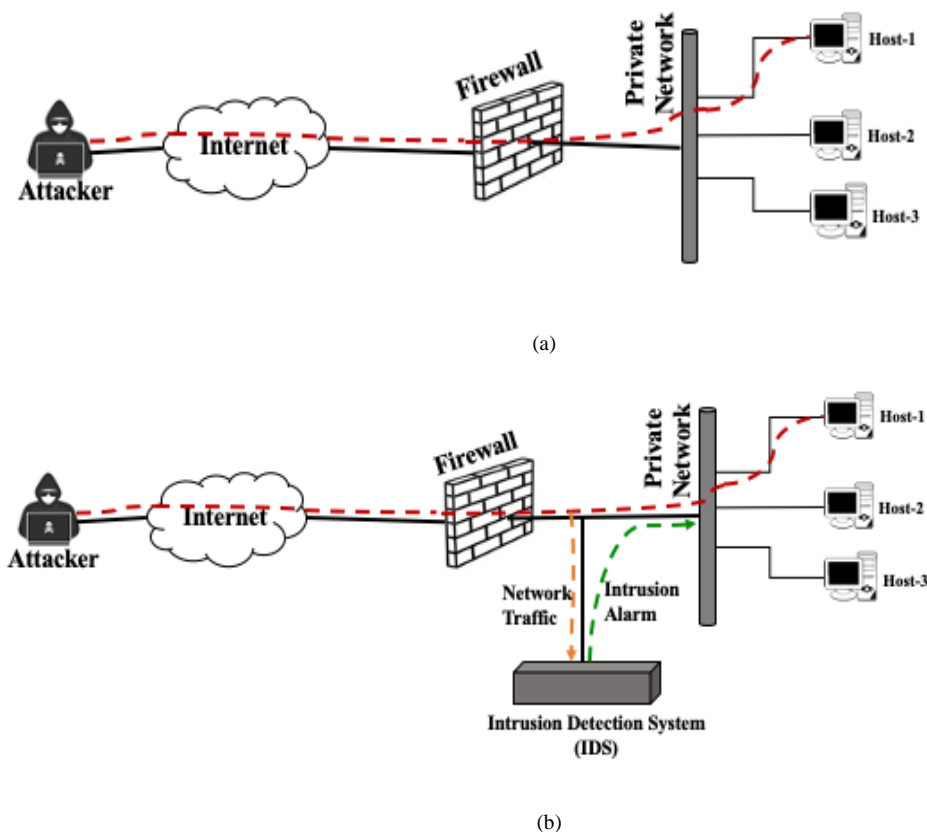 Firewall
Private
Network
Host-1
Internet
Host-2
Attacker
Host-3
(a)
Firewall
Private
Network
Host-1
Internet
Host-2
Attacker
Host-3
Network
Traffic
Intrusion
Alarm
Intrusion Detection System
(IDS)
(b)